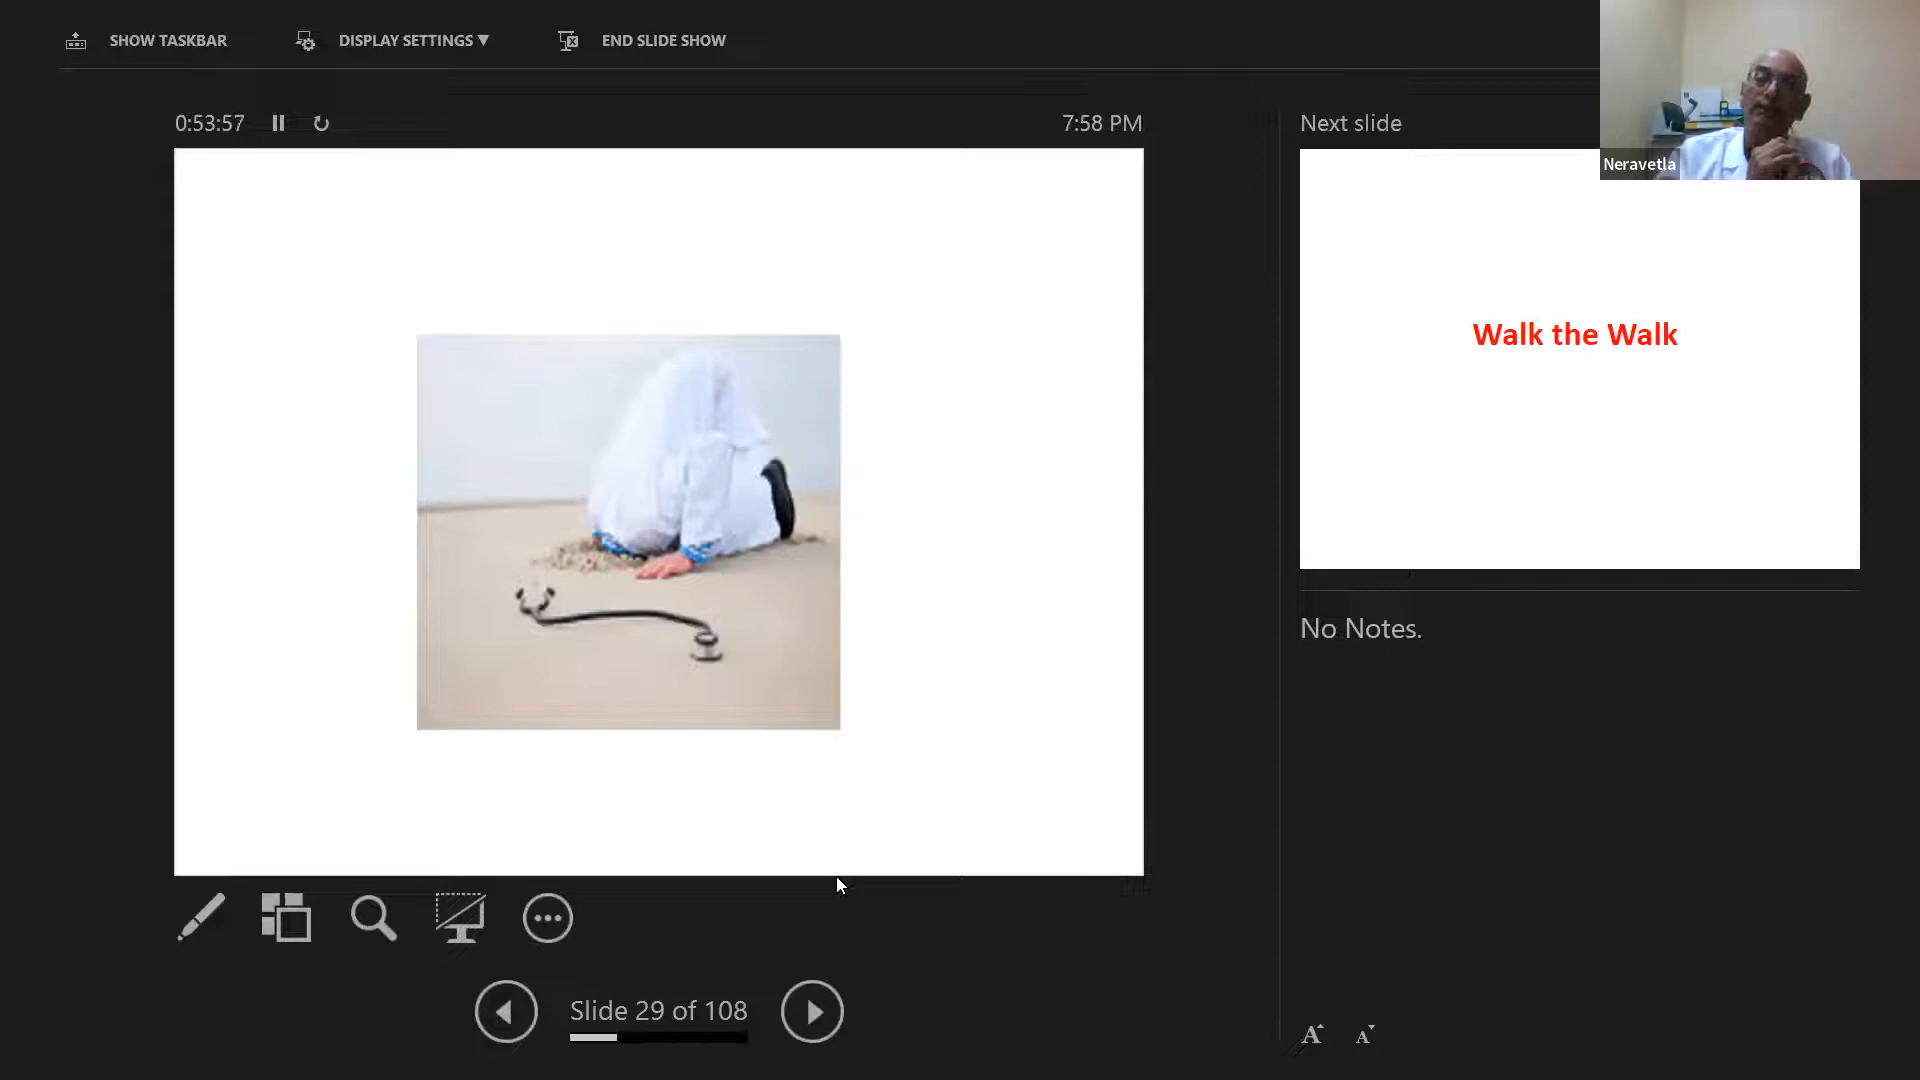 SHOW TASKBAR
DISPLAY SETTINGS ▼
END SLIDE SHOW
0:53:57
7:58 PM
Next slide
Neravetla
Walk the Walk
No Notes.
Slide 29 of 108
A A